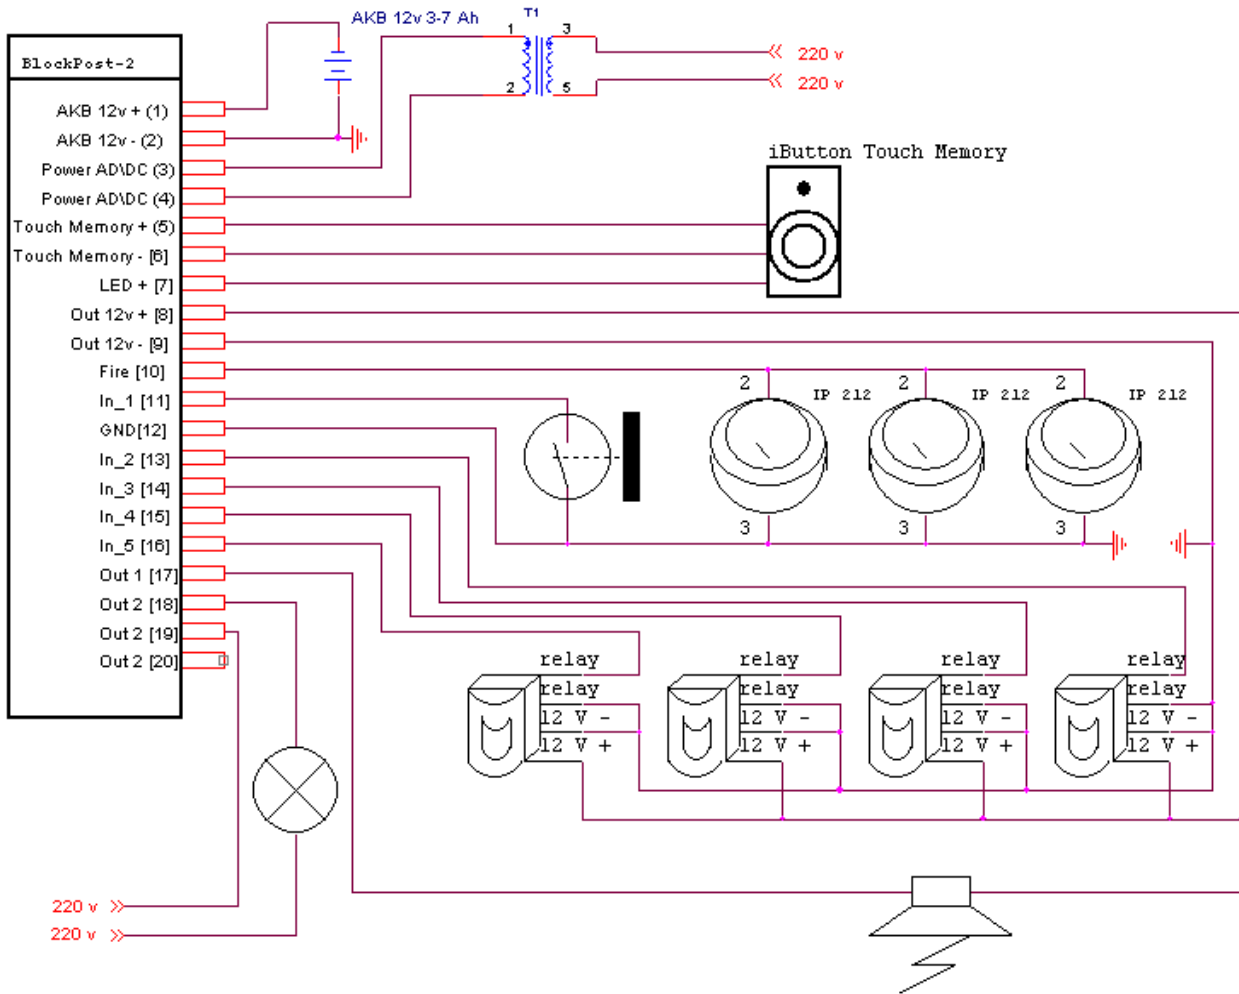 AKB 12v 3-7 Ah
T1
BlockPost-2
1
3
2
5
220 v
220 v
AKB 12v + (1)
AKB 12v - (2)
Power AD\DC (3)
Power AD\DC (4)
Touch Memory + (5)
Touch Memory - [6]
LED + [7]
Out 12v + [8]
Out 12v - [9]
Fire [10]
In_1 [11]
GND[12]
In_2 [13]
In_3 [14]
In_4 [15]
In_5 [16]
Out 1 [17]
Out 2 [18]
Out 2 [19]
Out 2 [20]
iButton Touch Memory
2
IP 212
2
IP 212
2
IP 212
3
3
3
relay
relay
12 V -
12 V +
relay
relay
12 V -
12 V +
relay
relay
12 V -
12 V +
relay
relay
12 V -
12 V +
220 v
220 v